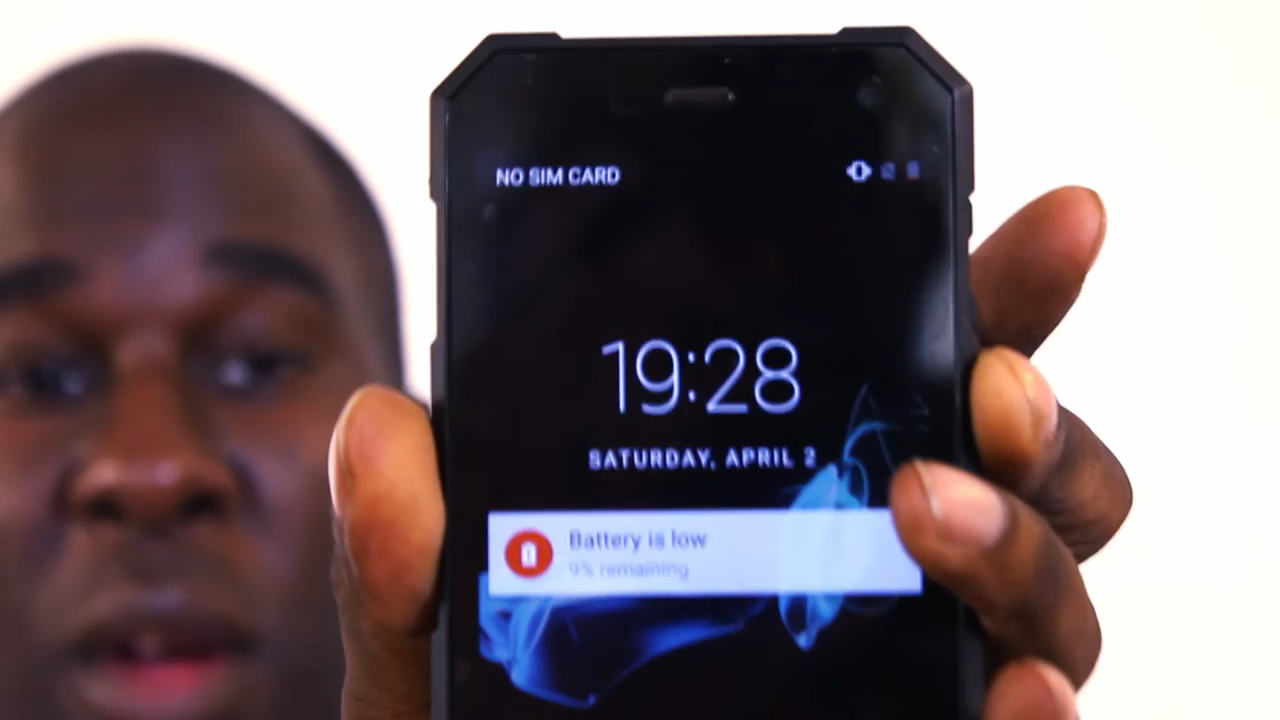 NO SIM CARD
19:28
SATURDAY, APRIL 2
Battery is low
9% remaining